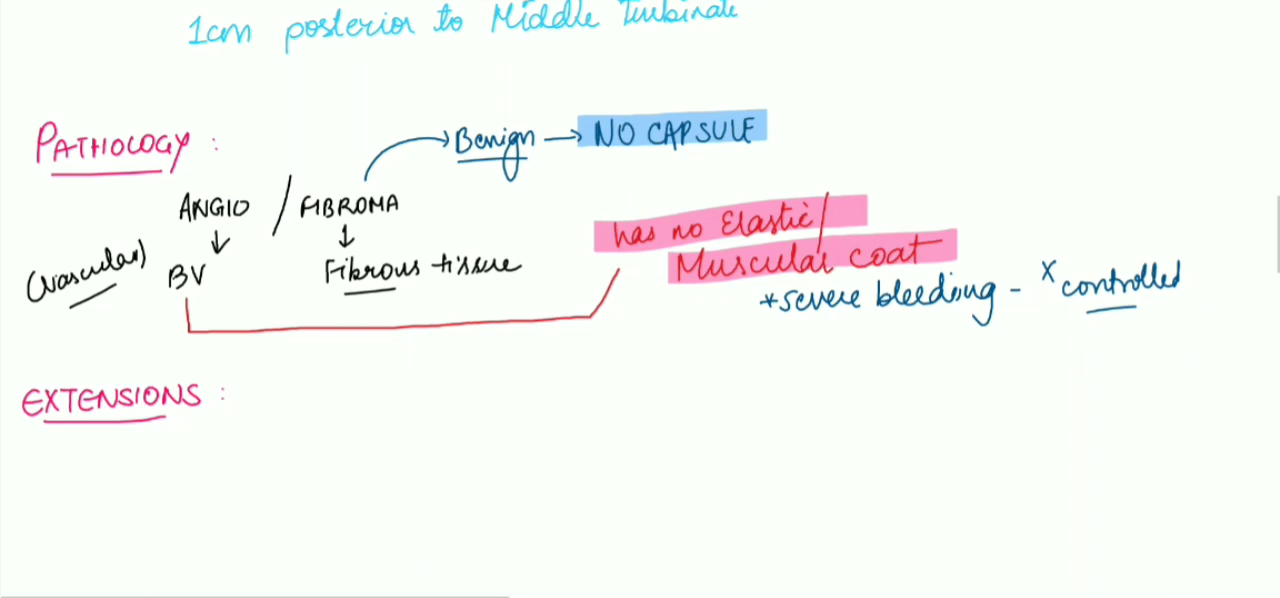 1cm posterior to Middle Turbinate
PATHOLOGY :
Benign → NO CAPSULE
ANGIO / FIBROMA
has no Elastic/
Muscular coat
(vascular)
BV
Fibrous tissue
*severe bleeding - x controlled
EXTENSIONS :